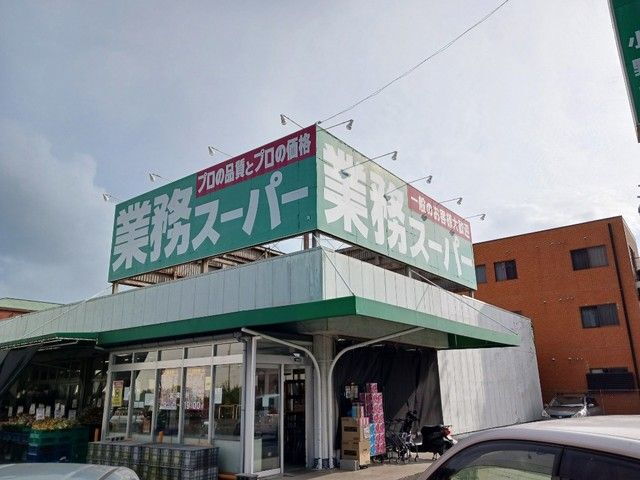 プロの品質とプロの価格
業務スーパー
一般のお客様大歓迎
業務スーパー
小